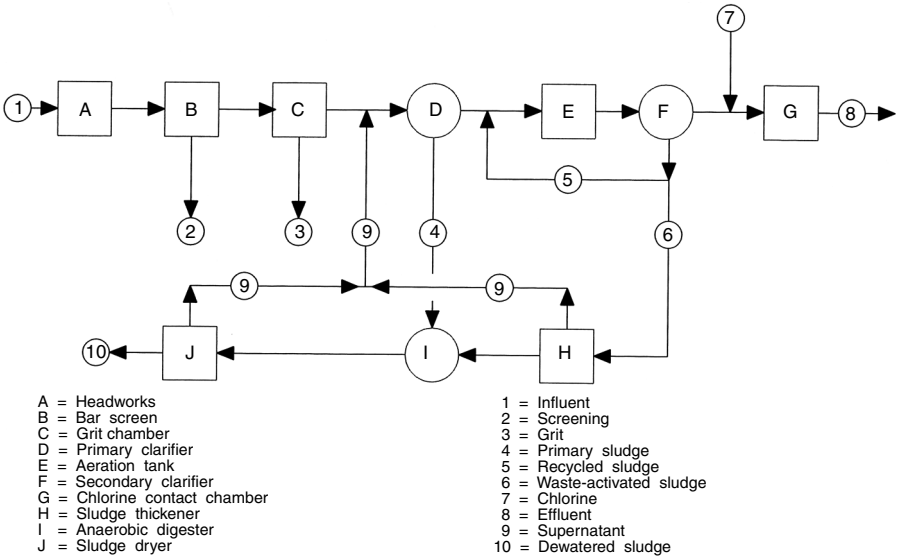 7
1 A B C D E F G 8
5
2 3 9 4 6
9 9
10 J I H
A = Headworks
B = Bar screen
C = Grit chamber
D = Primary clarifier
E = Aeration tank
F = Secondary clarifier
G = Chlorine contact chamber
H = Sludge thickener
I = Anaerobic digester
J = Sludge dryer
1 = Influent
2 = Screening
3 = Grit
4 = Primary sludge
5 = Recycled sludge
6 = Waste-activated sludge
7 = Chlorine
8 = Effluent
9 = Supernatant
10 = Dewatered sludge